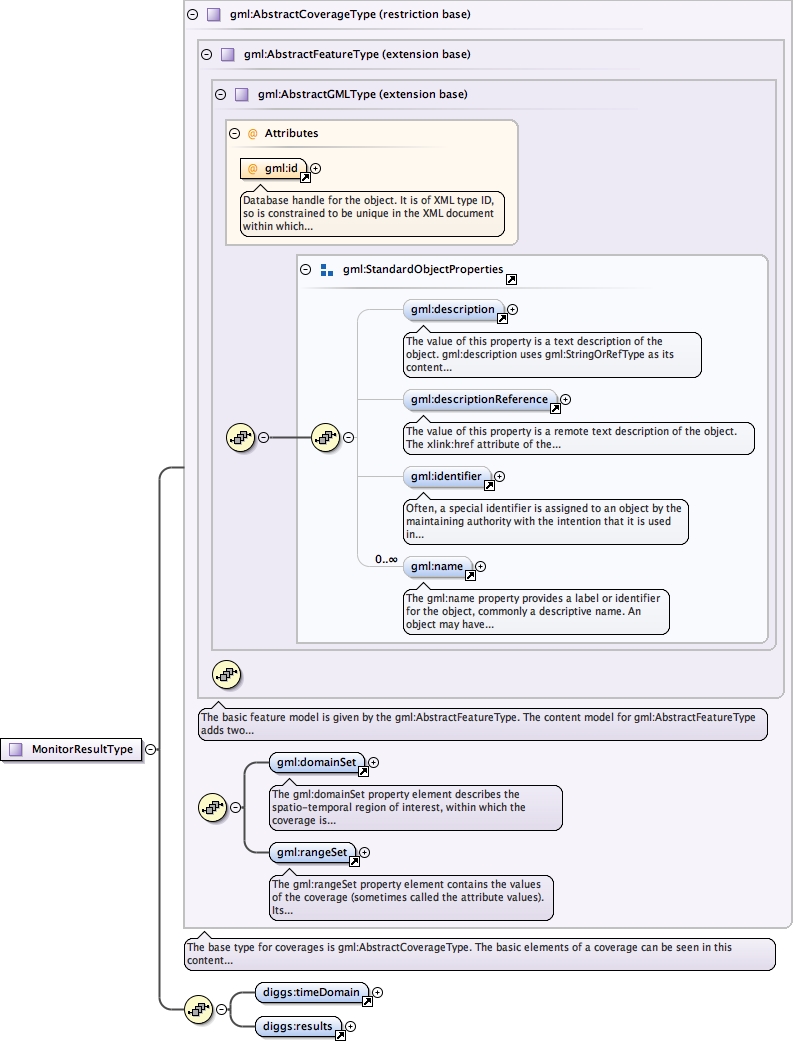 gml:AbstractCoverageType (restriction base)
gml:AbstractFeatureType (extension base)
gml:AbstractGMLType (extension base)
@ Attributes
@ gml:id
Database handle for the object. It is of XML type ID,
so is constrained to be unique in the XML document
within which...
gml:StandardObjectProperties
gml:description
The value of this property is a text description of the
object. gml:description uses gml:StringOrRefType as its
content...
gml:descriptionReference
The value of this property is a remote text description of the object.
The xlink:href attribute of the...
gml:identifier
Often, a special identifier is assigned to an object by the
maintaining authority with the intention that it is used
in...
0..∞
gml:name
The gml:name property provides a label or identifier
for the object, commonly a descriptive name. An
object may have...
The basic feature model is given by the gml:AbstractFeatureType. The content model for gml:AbstractFeatureType
adds two...
MonitorResultType
gml:domainSet
The gml:domainSet property element describes the
spatio-temporal region of interest, within which the
coverage is...
gml:rangeSet
The gml:rangeSet property element contains the values
of the coverage (sometimes called the attribute values).
Its...
The base type for coverages is gml:AbstractCoverageType. The basic elements of a coverage can be seen in this
content...
diggs:timeDomain
diggs:results